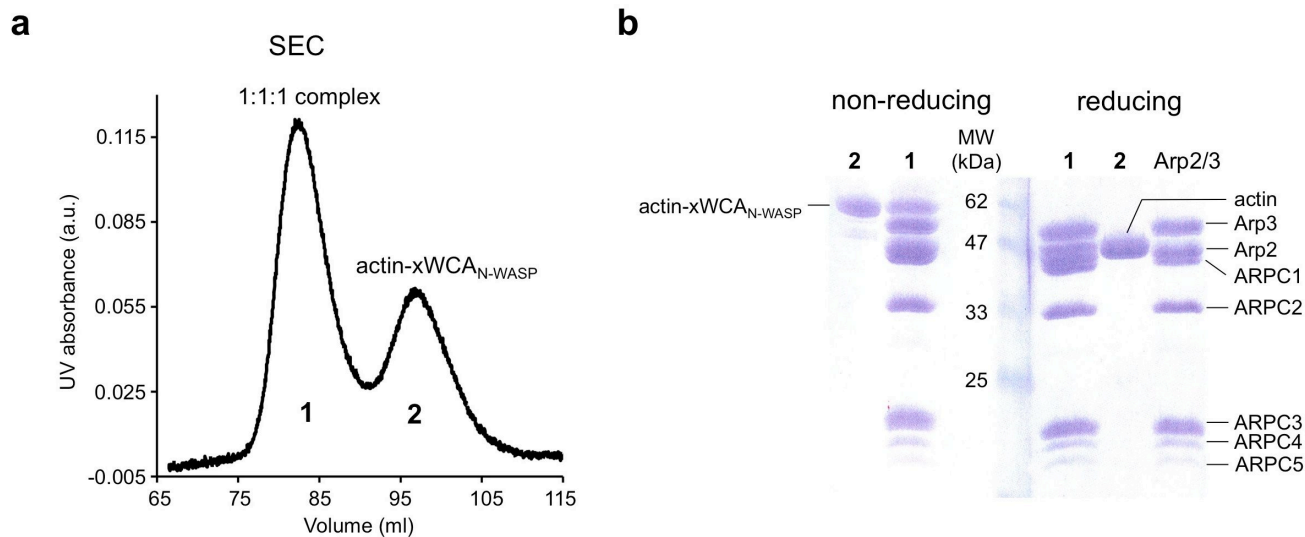 a
SEC
1:1:1 complex
actin-xWCA_N-WASP
UV absorbance (a.u.)
0.115
0.085
0.055
0.025
-0.005
1
2
65 75 85 95 105 115
Volume (ml)
b
non-reducing reducing
MW
(kDa)
2 1 1 2 Arp2/3
actin-xWCA_N-WASP
62
47
33
25
actin
Arp3
Arp2
ARPC1
ARPC2
ARPC3
ARPC4
ARPC5